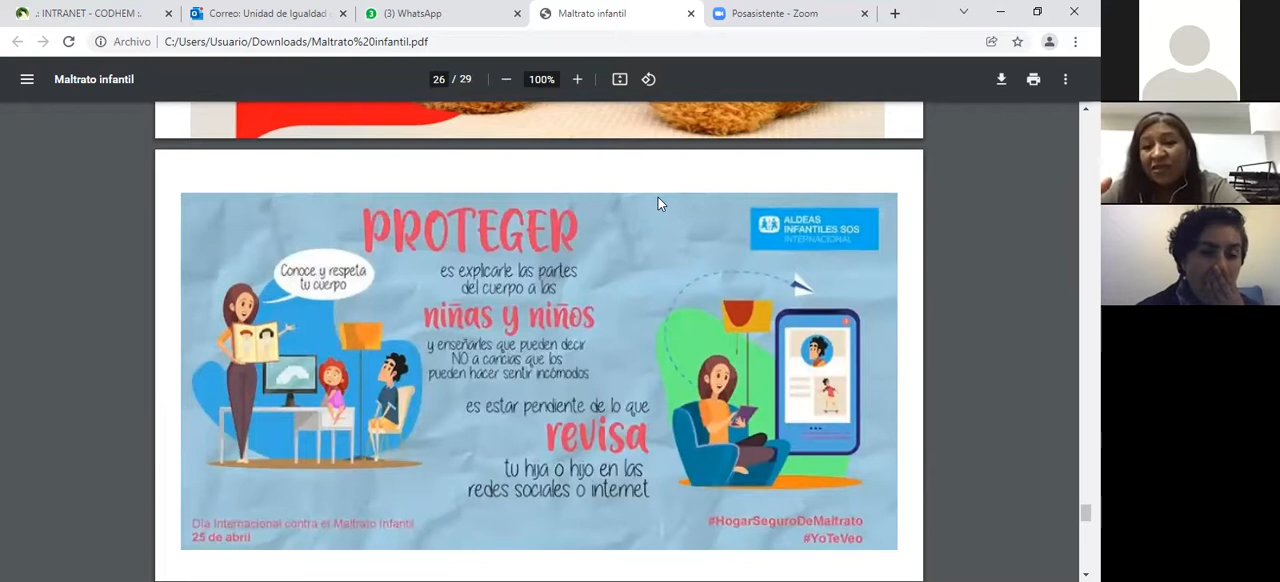 .: INTRANET - CODHEM :.
Correo: Unidad de Igualdad
(3) WhatsApp
Maltrato infantil
Posasistente - Zoom
Archivo
C:/Users/Usuario/Downloads/Maltrato%20infantil.pdf
Maltrato infantil
26 / 29
100%
PROTEGER
es explicarle las partes
del cuerpo a las
niñas y niños
y enseñarles que pueden decir
NO a caricias que los
pueden hacer sentir incómodos
es estar pendiente de lo que
revisa
tu hija o hijo en las
redes sociales o internet
Conoce y respeta
tu cuerpo
ALDEAS
INFANTILES SOS
INTERNACIONAL
Día Internacional contra el Maltrato Infantil
25 de abril
#HogarSeguroDeMaltrato
#YoTeVeo